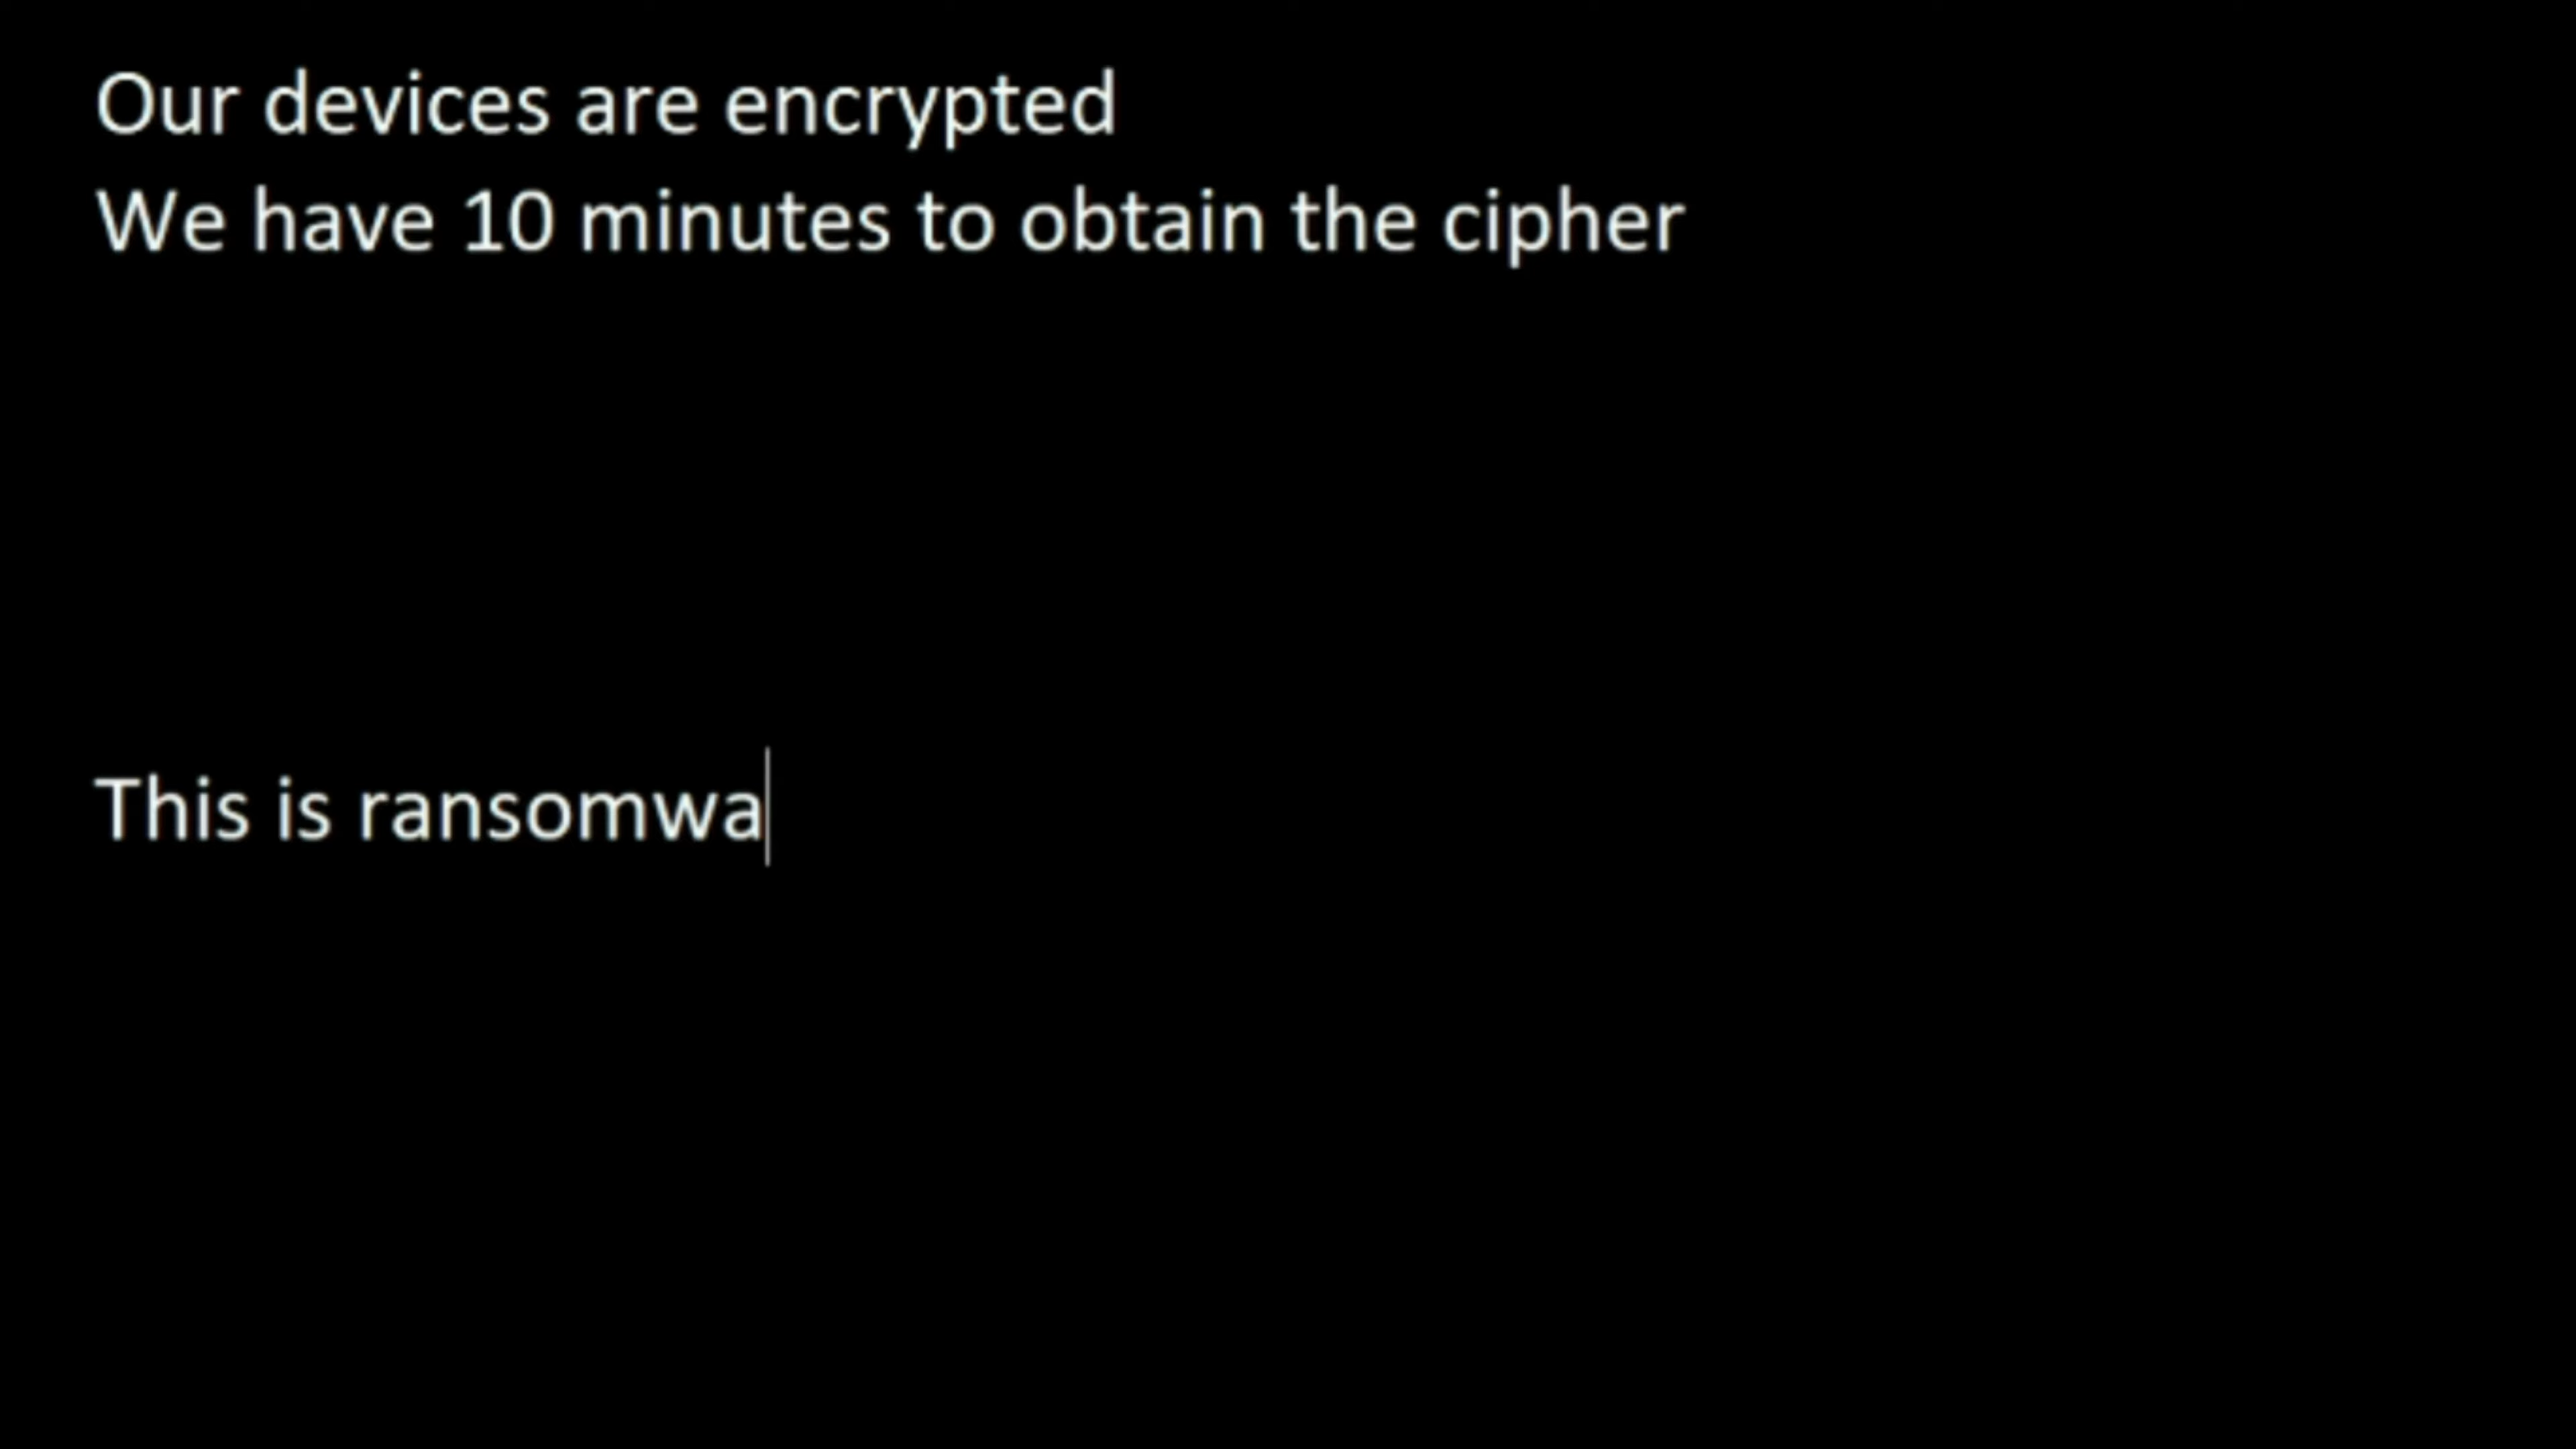 Our devices are encrypted
We have 10 minutes to obtain the cipher
This is ransomwa